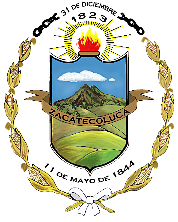 31 DE DICIEMBRE
1823
ZACATECOLUCA
11 DE MAYO DE 1844